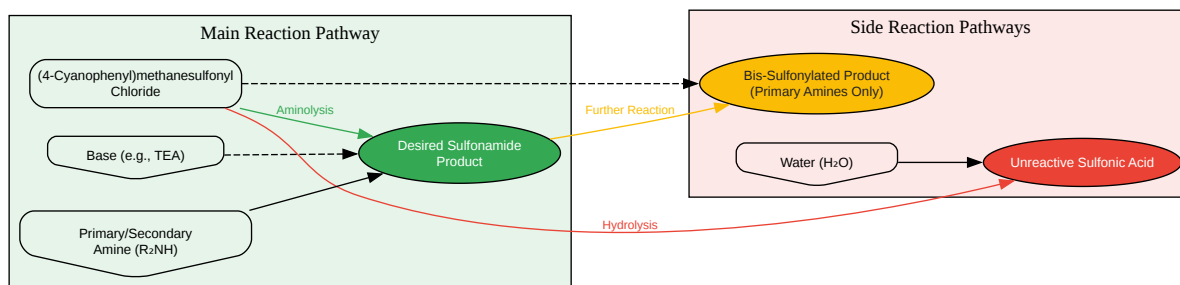 Main Reaction Pathway
(4-Cyanophenyl)methanesulfonyl
Chloride
Aminolysis
Base (e.g., TEA)
Desired Sulfonamide
Product
Primary/Secondary
Amine (R₂NH)
Further Reaction
Hydrolysis
Side Reaction Pathways
Bis-Sulfonylated Product
(Primary Amines Only)
Water (H₂O)
Unreactive Sulfonic Acid